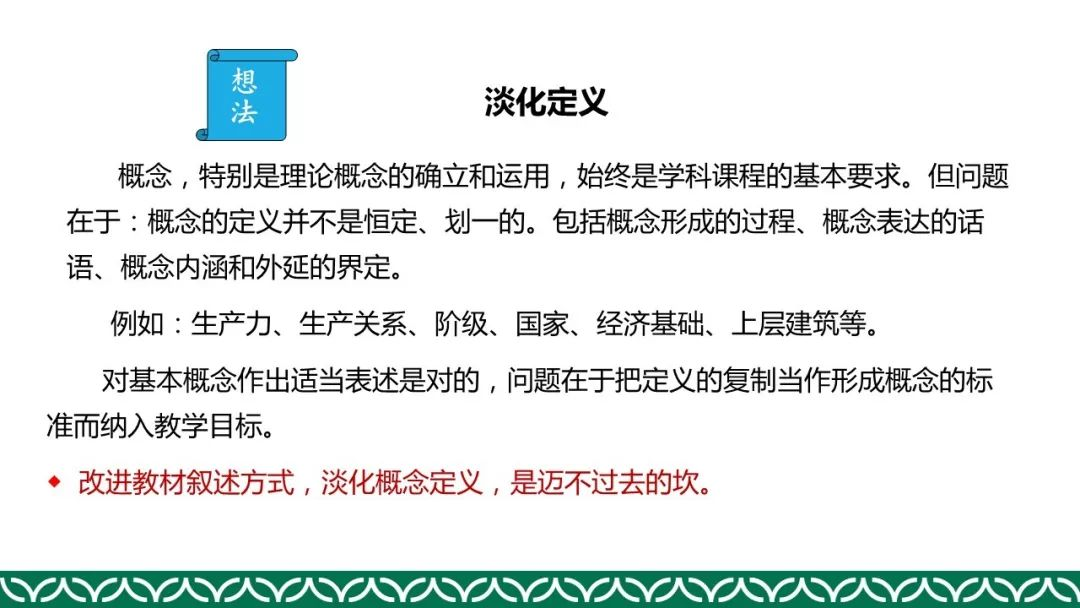 想
法
淡化定义
概念，特别是理论概念的确立和运用，始终是学科课程的基本要求。但问题
在于：概念的定义并不是恒定、划一的。包括概念形成的过程、概念表达的话
语、概念内涵和外延的界定。
例如：生产力、生产关系、阶级、国家、经济基础、上层建筑等。
对基本概念作出适当表述是对的，问题在于把定义的复制当作形成概念的标
准而纳入教学目标。
改进教材叙述方式，淡化概念定义，是迈不过去的坎。